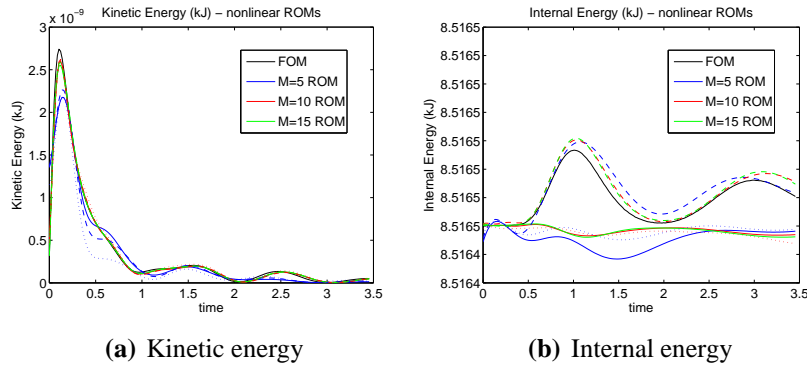 Kinetic Energy (kJ) − nonlinear ROMs
x 10⁻⁹
3
2.5
2
1.5
1
0.5
0
Kinetic Energy (kJ)
FOM
M=5 ROM
M=10 ROM
M=15 ROM
0 0.5 1 1.5 2 2.5 3 3.5
time
(a) Kinetic energy
Internal Energy (kJ) − nonlinear ROMs
8.5165
8.5165
8.5165
8.5165
8.5165
8.5164
8.5164
Internal Energy (kJ)
FOM
M=5 ROM
M=10 ROM
M=15 ROM
0 0.5 1 1.5 2 2.5 3 3.5
time
(b) Internal energy